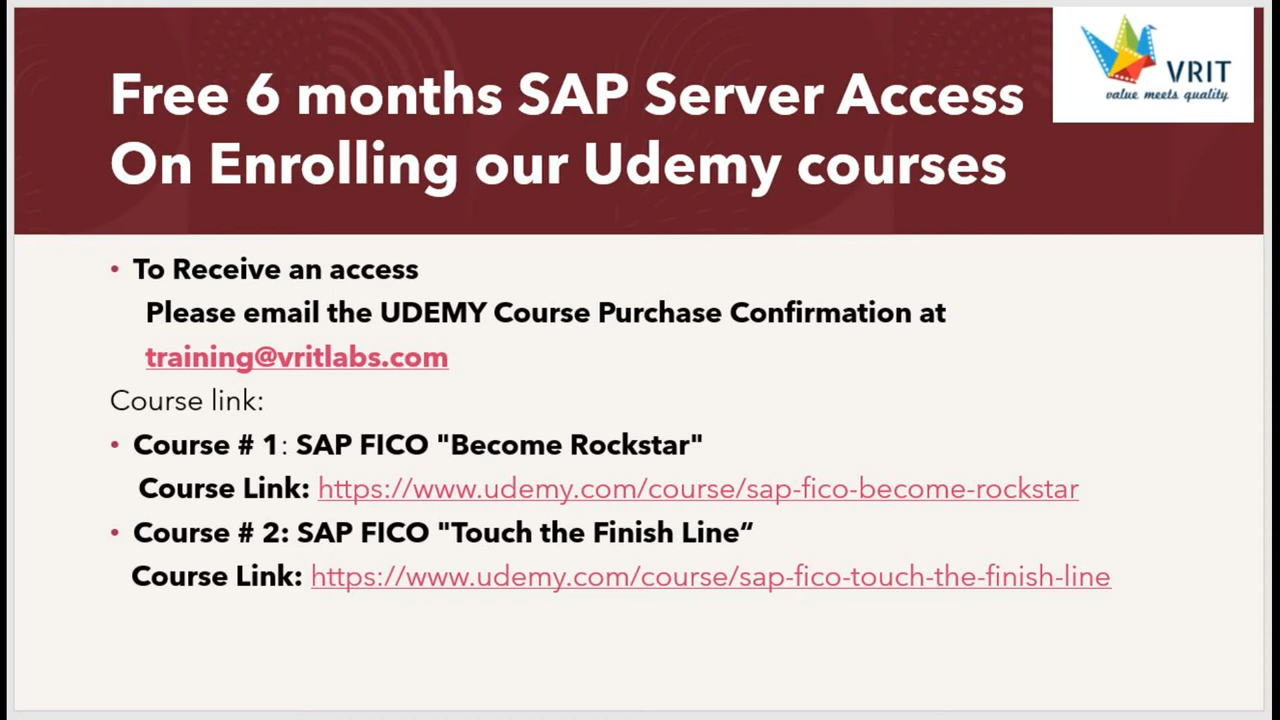 Free 6 months SAP Server Access
On Enrolling our Udemy courses
VRIT
value meets quality
• To Receive an access
Please email the UDEMY Course Purchase Confirmation at
training@vritlabs.com
Course link:
• Course # 1: SAP FICO "Become Rockstar"
Course Link: https://www.udemy.com/course/sap-fico-become-rockstar
• Course # 2: SAP FICO "Touch the Finish Line“
Course Link: https://www.udemy.com/course/sap-fico-touch-the-finish-line